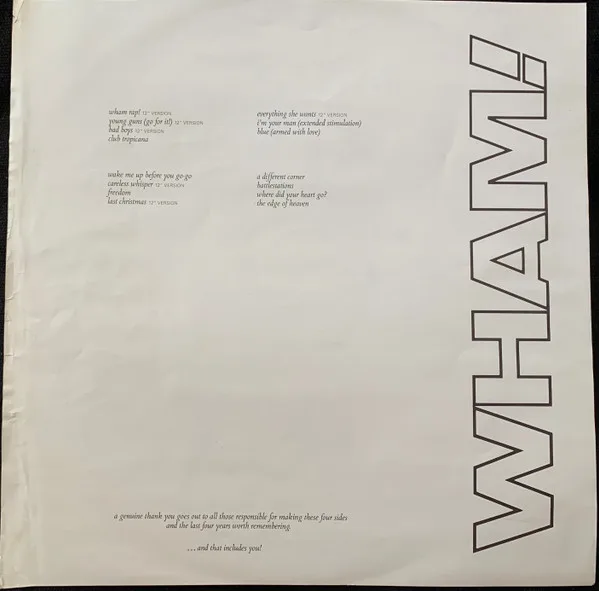 wham rap! 12" VERSION
young guns (go for it!) 12" VERSION
bad boys 12" VERSION
club tropicana
wake me up before you go-go
careless whisper 12" VERSION
freedom
last christmas 12" VERSION
everything she wants 12" VERSION
i'm your man (extended stimulation)
blue (armed with love)
a different corner
battlestations
where did your heart go?
the edge of heaven
WHAM!
a genuine thank you goes out to all those responsible for making these four sides
and the last four years worth remembering.
...and that includes you!